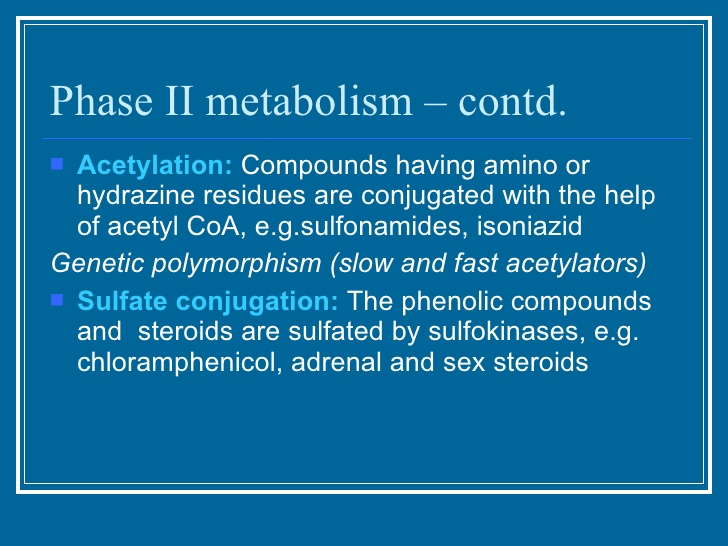 Phase II metabolism – contd.
Acetylation: Compounds having amino or
hydrazine residues are conjugated with the help
of acetyl CoA, e.g.sulfonamides, isoniazid
Genetic polymorphism (slow and fast acetylators)
Sulfate conjugation: The phenolic compounds
and  steroids are sulfated by sulfokinases, e.g.
chloramphenicol, adrenal and sex steroids